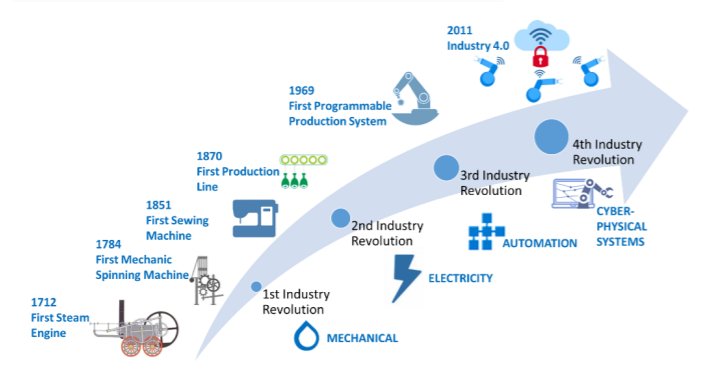 2011
Industry 4.0
1969
First Programmable
Production System
1870
First Production
Line
1851
First Sewing
Machine
1784
First Mechanic
Spinning Machine
1712
First Steam
Engine
4th Industry
Revolution
3rd Industry
Revolution
2nd Industry
Revolution
1st Industry
Revolution
CYBER-
PHYSICAL
SYSTEMS
AUTOMATION
ELECTRICITY
MECHANICAL